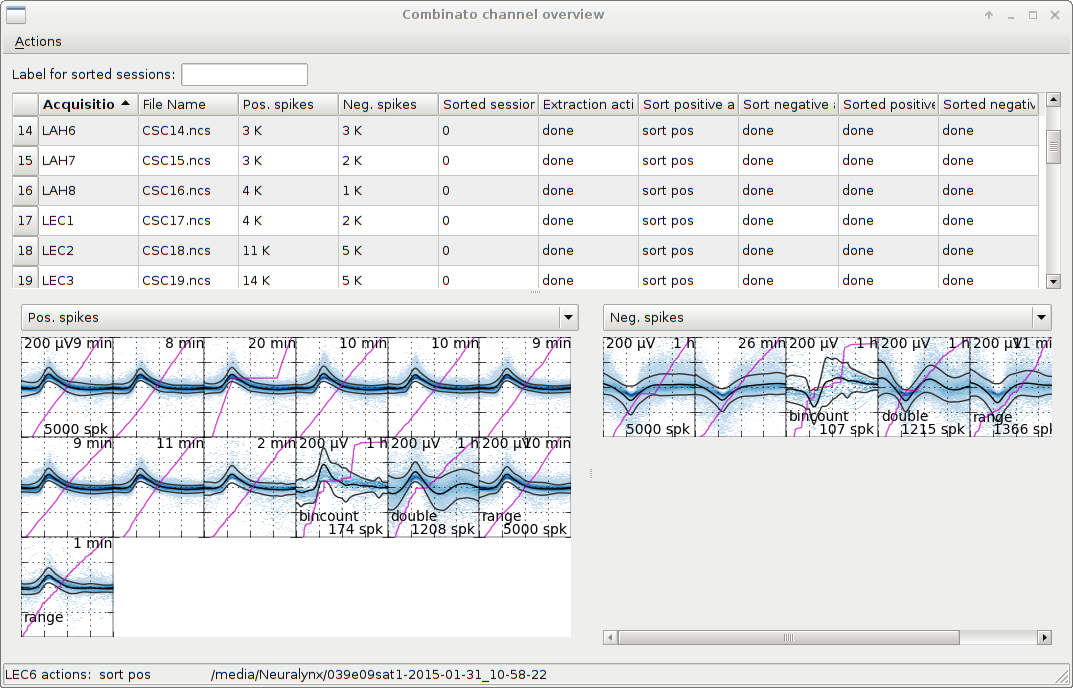 Combinato channel overview
Actions
Label for sorted sessions:
Acquisitio File Name Pos. spikes Neg. spikes Sorted session Extraction acti Sort positive a Sort negative a Sorted positive Sorted negativ
14 LAH6 CSC14.ncs 3 K 3 K 0 done sort pos done done done
15 LAH7 CSC15.ncs 3 K 2 K 0 done sort pos done done done
16 LAH8 CSC16.ncs 4 K 1 K 0 done sort pos done done done
17 LEC1 CSC17.ncs 4 K 2 K 0 done sort pos done done done
18 LEC2 CSC18.ncs 11 K 5 K 0 done sort pos done done done
19 LEC3 CSC19.ncs 14 K 5 K 0 done sort pos done done done
Pos. spikes
200 µV 9 min 8 min 20 min 10 min 10 min 9 min
5000 spk
9 min 11 min 2 min 200 µV 1 h 200 µV 1 h 200 µV 10 min
bincount double range
174 spk 1208 spk 5000 spk
1 min
range
Neg. spikes
200 µV 1 h 26 min 200 µV 1 h 200 µV 1 h 200 µV 11 mi
bincount double range
5000 spk 107 spk 1215 spk 1366 spk
LEC6 actions: sort pos /media/Neuralynx/039e09sat1-2015-01-31_10-58-22